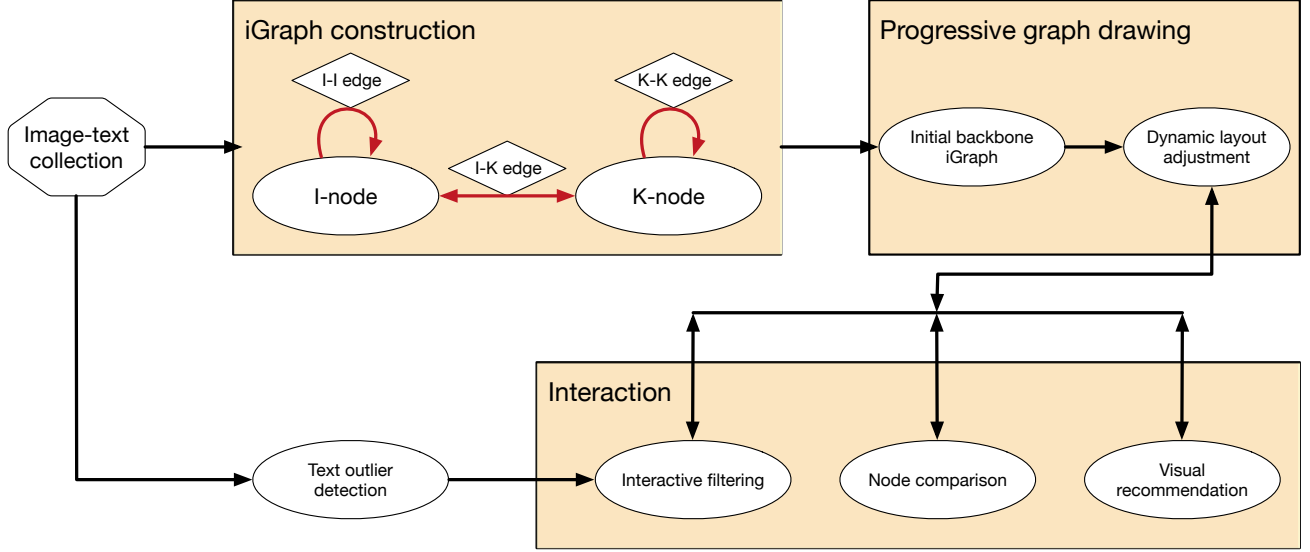 iGraph construction
Progressive graph drawing
I-I edge
K-K edge
Image-text
collection
I-K edge
I-node
K-node
Initial backbone
iGraph
Dynamic layout
adjustment
Interaction
Text outlier
detection
Interactive filtering
Node comparison
Visual
recommendation